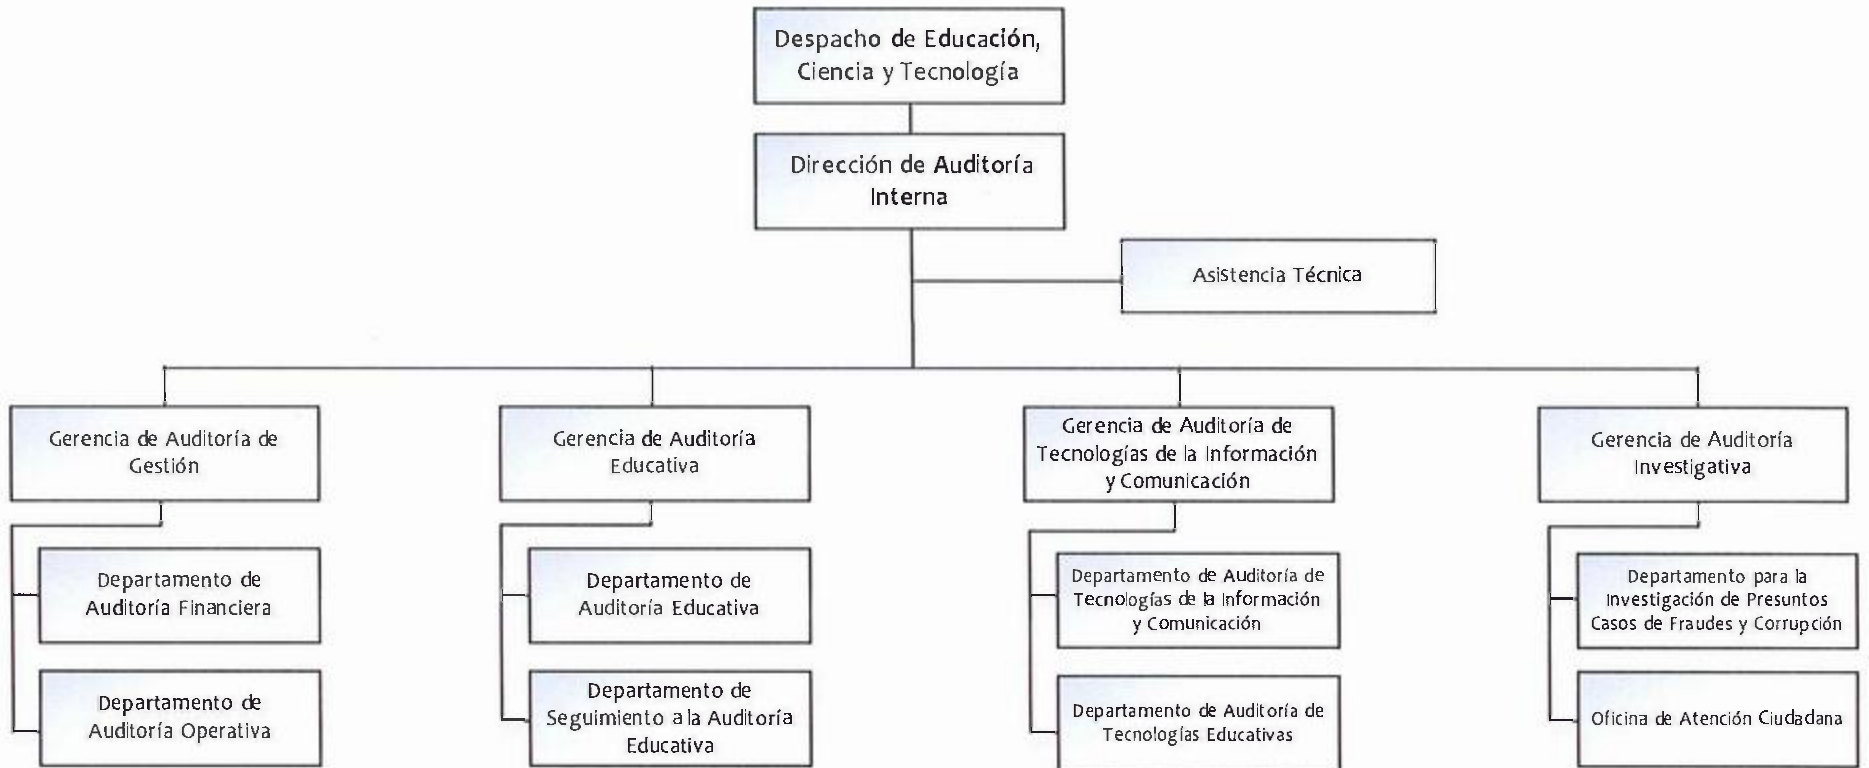 Despacho de Educación,
Ciencia y Tecnología
Dirección de Auditoría
Interna
Asistencia Técnica
Gerencia de Auditoría de
Gestión
Gerencia de Auditoría
Educativa
Gerencia de Auditoría de
Tecnologías de la Información
y Comunicación
Gerencia de Auditoría
Investigativa
Departamento de
Auditoría Financiera
Departamento de
Auditoría Operativa
Departamento de
Auditoría Educativa
Departamento de
Seguimiento a la Auditoría
Educativa
Departamento de Auditoría de
Tecnologías de la Información
y Comunicación
Departamento de Auditoría de
Tecnologías Educativas
Departamento para la
Investigación de Presuntos
Casos de Fraudes y Corrupción
Oficina de Atención Ciudadana